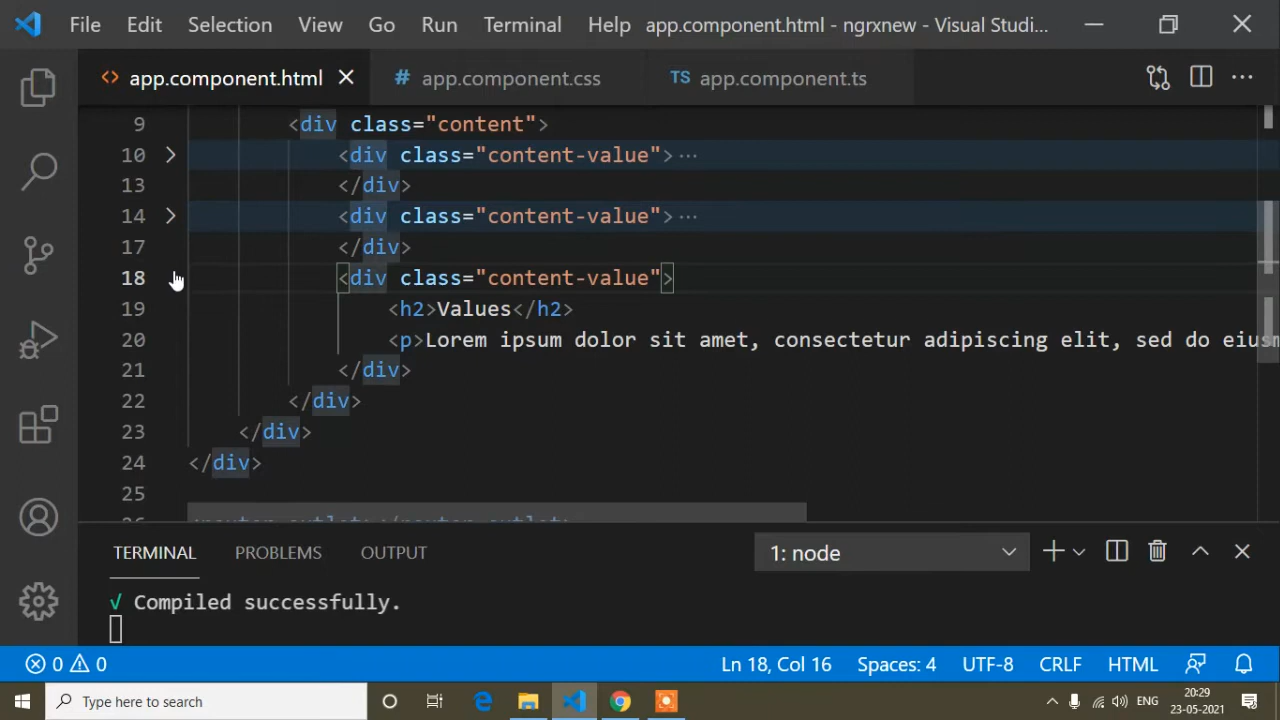 File Edit Selection View Go Run Terminal Help app.component.html - ngrxnew - Visual Studi...
app.component.html # app.component.css TS app.component.ts ...
9 <div class="content">
10 <div class="content-value">...
13 </div>
14 <div class="content-value">...
17 </div>
18 <div class="content-value">
19 <h2>Values</h2>
20 <p>Lorem ipsum dolor sit amet, consectetur adipiscing elit, sed do eiusm
21 </div>
22 </div>
23 </div>
24 </div>
25
TERMINAL PROBLEMS OUTPUT 1: node
√ Compiled successfully.
0 0 Ln 18, Col 16 Spaces: 4 UTF-8 CRLF HTML
Type here to search ENG 20:29
23-05-2021